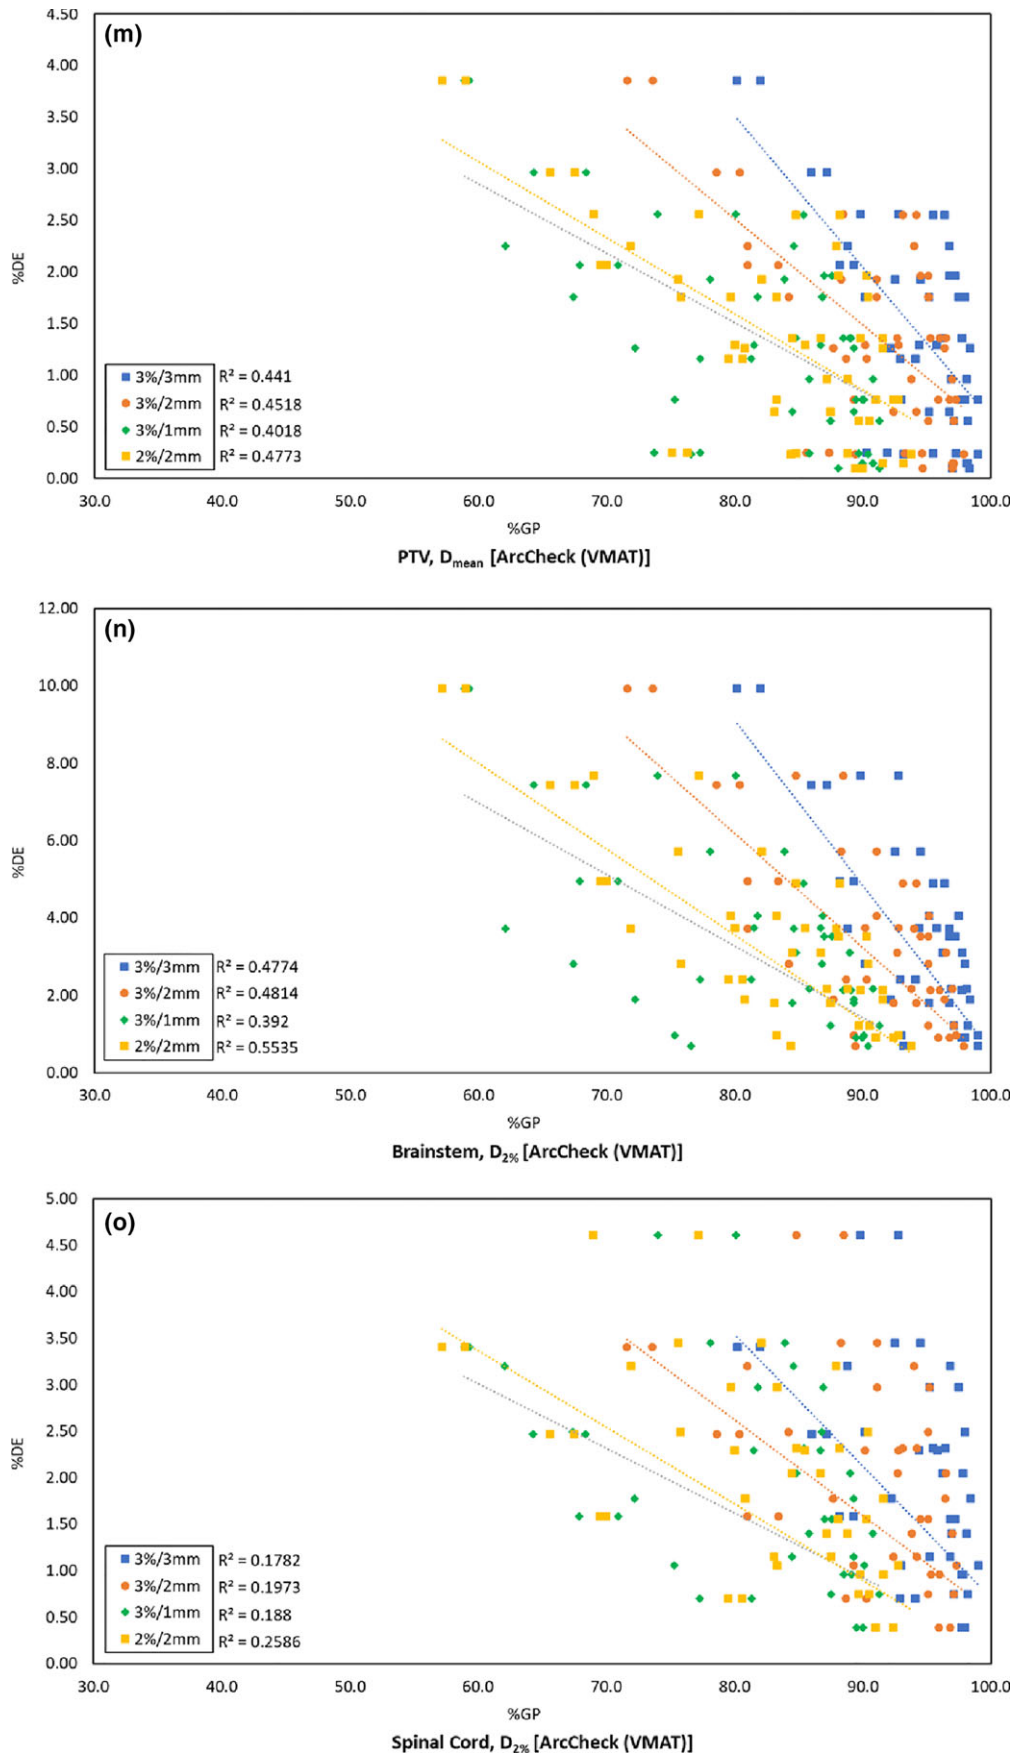 (m)
4.50
4.00
3.50
3.00
2.50
2.00
1.50
1.00
0.50
0.00
%DE
3%/3mm R² = 0.441
3%/2mm R² = 0.4518
3%/1mm R² = 0.4018
2%/2mm R² = 0.4773
30.0 40.0 50.0 60.0 70.0 80.0 90.0 100.0
%GP
PTV, Dmean [ArcCheck (VMAT)]
(n)
12.00
10.00
8.00
6.00
4.00
2.00
0.00
%DE
3%/3mm R² = 0.4774
3%/2mm R² = 0.4814
3%/1mm R² = 0.392
2%/2mm R² = 0.5535
30.0 40.0 50.0 60.0 70.0 80.0 90.0 100.0
%GP
Brainstem, D2% [ArcCheck (VMAT)]
(o)
5.00
4.50
4.00
3.50
3.00
2.50
2.00
1.50
1.00
0.50
0.00
%DE
3%/3mm R² = 0.1782
3%/2mm R² = 0.1973
3%/1mm R² = 0.188
2%/2mm R² = 0.2586
30.0 40.0 50.0 60.0 70.0 80.0 90.0 100.0
%GP
Spinal Cord, D2% [ArcCheck (VMAT)]